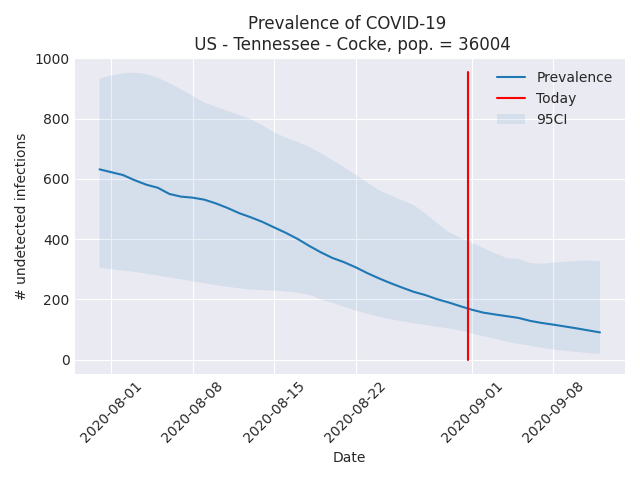 Prevalence of COVID-19
US - Tennessee - Cocke, pop. = 36004
# undetected infections
1000
800
600
400
200
0
Prevalence
Today
95CI
2020-08-01
2020-08-08
2020-08-15
2020-08-22
2020-09-01
2020-09-08
Date